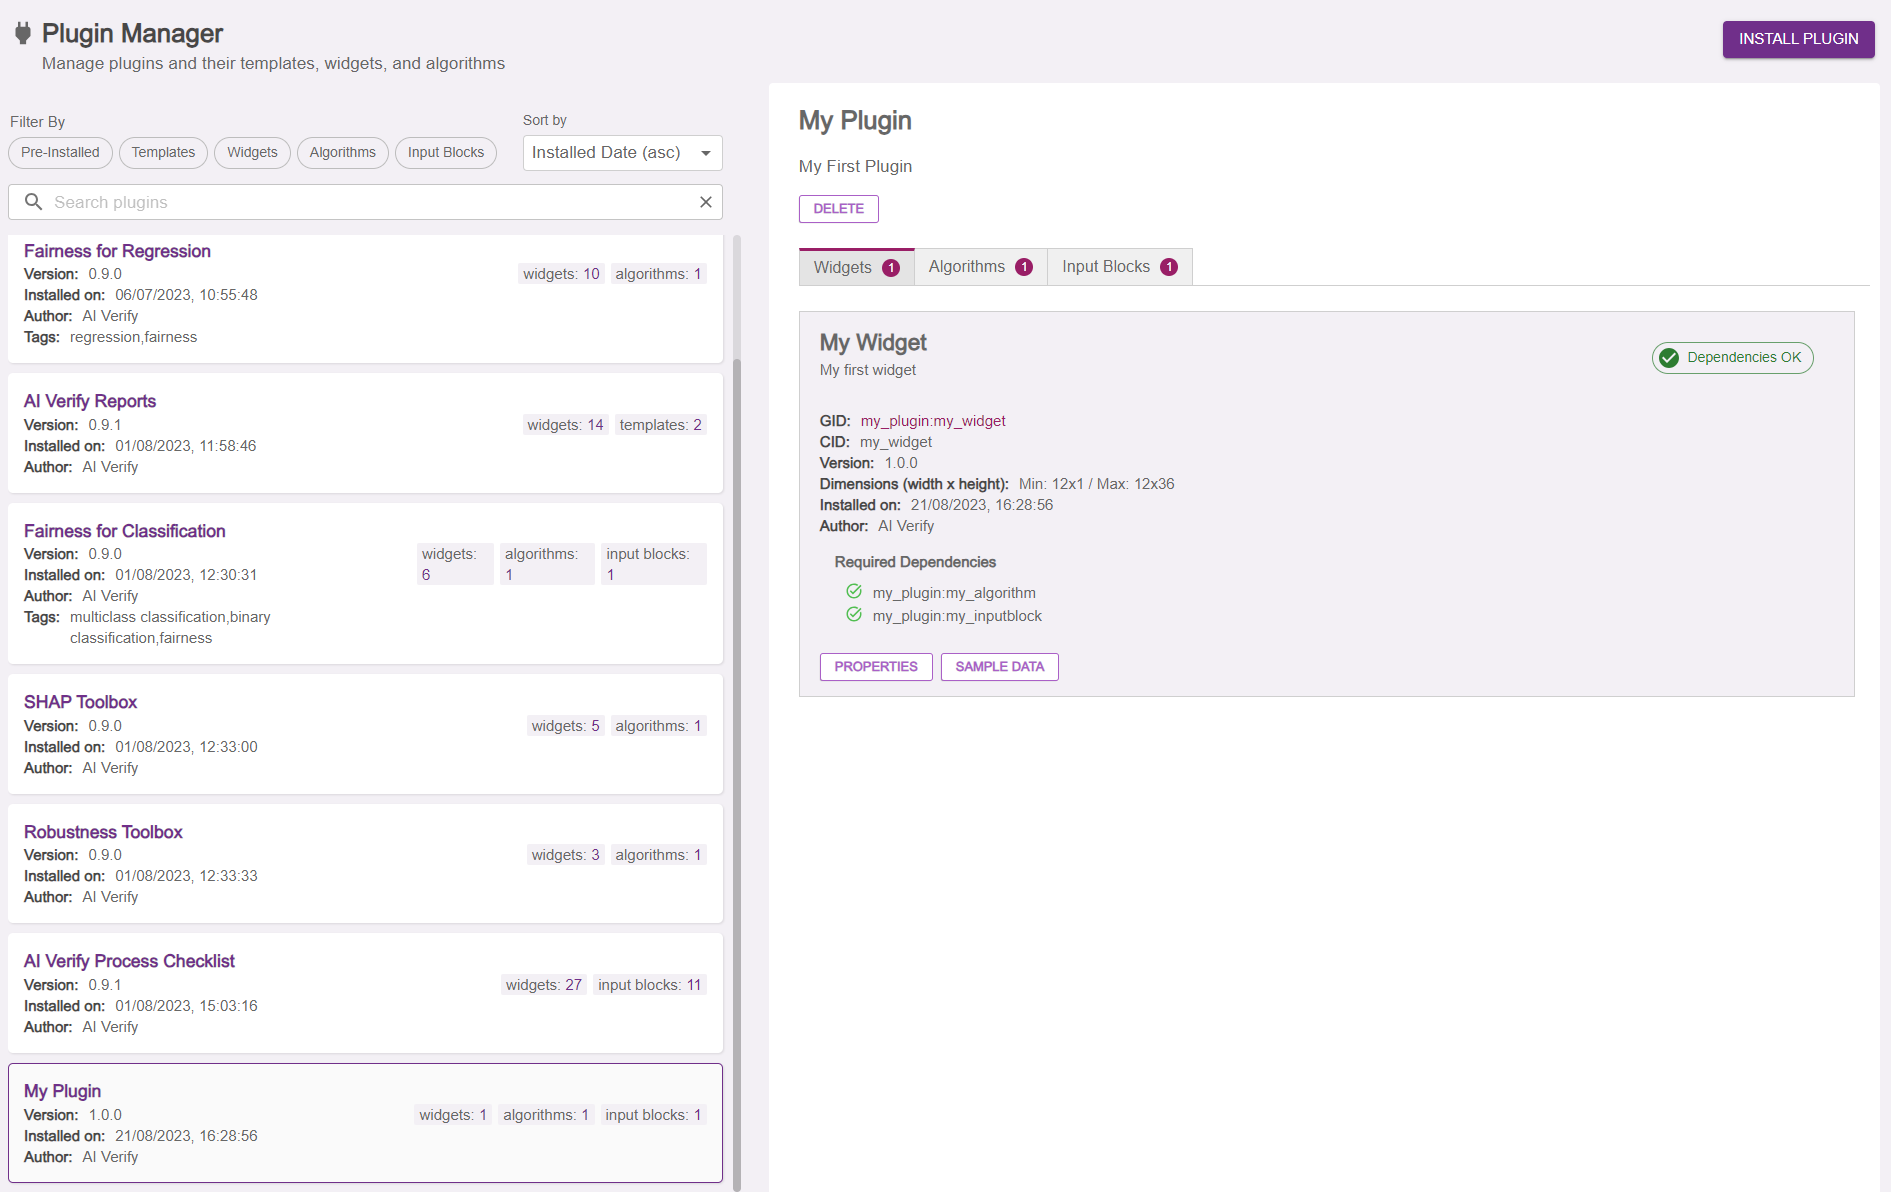 Plugin Manager
Manage plugins and their templates, widgets, and algorithms
INSTALL PLUGIN
Filter By
Pre-Installed
Templates
Widgets
Algorithms
Input Blocks
Sort by
Installed Date (asc)
Search plugins
Fairness for Regression
Version: 0.9.0
widgets: 10
algorithms: 1
Installed on: 06/07/2023, 10:55:48
Author: AI Verify
Tags: regression,fairness
AI Verify Reports
Version: 0.9.1
widgets: 14
templates: 2
Installed on: 01/08/2023, 11:58:46
Author: AI Verify
Fairness for Classification
Version: 0.9.0
widgets:
6
algorithms:
1
input blocks:
1
Installed on: 01/08/2023, 12:30:31
Author: AI Verify
Tags: multiclass classification,binary
classification,fairness
SHAP Toolbox
Version: 0.9.0
widgets: 5
algorithms: 1
Installed on: 01/08/2023, 12:33:00
Author: AI Verify
Robustness Toolbox
Version: 0.9.0
widgets: 3
algorithms: 1
Installed on: 01/08/2023, 12:33:33
Author: AI Verify
AI Verify Process Checklist
Version: 0.9.1
widgets: 27
input blocks: 11
Installed on: 01/08/2023, 15:03:16
Author: AI Verify
My Plugin
Version: 1.0.0
widgets: 1
algorithms: 1
input blocks: 1
Installed on: 21/08/2023, 16:28:56
Author: AI Verify
My Plugin
My First Plugin
DELETE
Widgets 1
Algorithms 1
Input Blocks 1
My Widget
My first widget
Dependencies OK
GID: my_plugin:my_widget
CID: my_widget
Version: 1.0.0
Dimensions (width x height): Min: 12x1 / Max: 12x36
Installed on: 21/08/2023, 16:28:56
Author: AI Verify
Required Dependencies
my_plugin:my_algorithm
my_plugin:my_inputblock
PROPERTIES
SAMPLE DATA